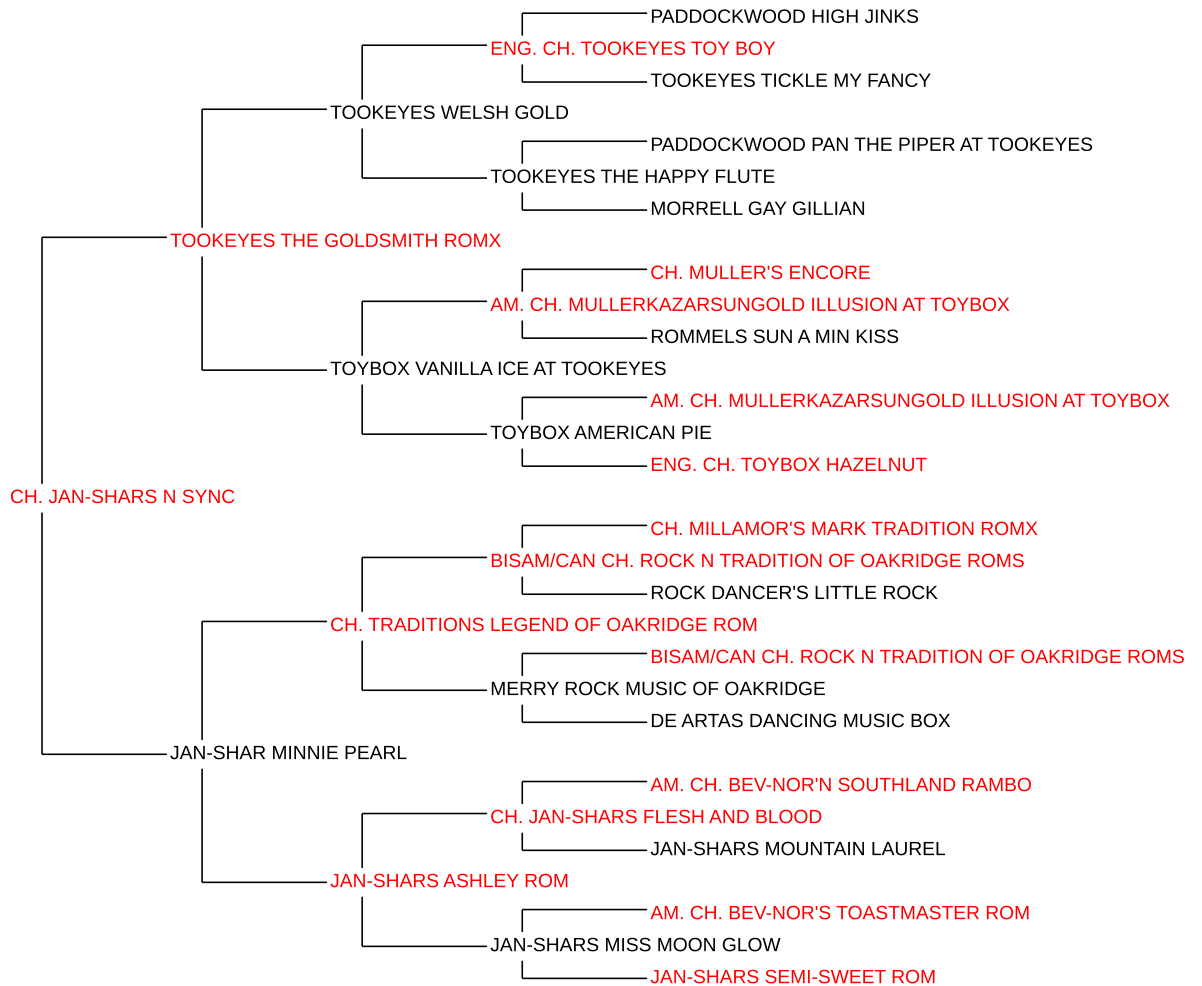 PADDOCKWOOD HIGH JINKS
ENG. CH. TOOKEYES TOY BOY
TOOKEYES TICKLE MY FANCY
TOOKEYES WELSH GOLD
PADDOCKWOOD PAN THE PIPER AT TOOKEYES
TOOKEYES THE HAPPY FLUTE
MORRELL GAY GILLIAN
TOOKEYES THE GOLDSMITH ROMX
CH. MULLER'S ENCORE
AM. CH. MULLERKAZARSUNGOLD ILLUSION AT TOYBOX
ROMMELS SUN A MIN KISS
TOYBOX VANILLA ICE AT TOOKEYES
AM. CH. MULLERKAZARSUNGOLD ILLUSION AT TOYBOX
TOYBOX AMERICAN PIE
ENG. CH. TOYBOX HAZELNUT
CH. JAN-SHARS N SYNC
CH. MILLAMOR'S MARK TRADITION ROMX
BISAM/CAN CH. ROCK N TRADITION OF OAKRIDGE ROMS
ROCK DANCER'S LITTLE ROCK
CH. TRADITIONS LEGEND OF OAKRIDGE ROM
BISAM/CAN CH. ROCK N TRADITION OF OAKRIDGE ROMS
MERRY ROCK MUSIC OF OAKRIDGE
DE ARTAS DANCING MUSIC BOX
JAN-SHAR MINNIE PEARL
AM. CH. BEV-NOR'N SOUTHLAND RAMBO
CH. JAN-SHARS FLESH AND BLOOD
JAN-SHARS MOUNTAIN LAUREL
JAN-SHARS ASHLEY ROM
AM. CH. BEV-NOR'S TOASTMASTER ROM
JAN-SHARS MISS MOON GLOW
JAN-SHARS SEMI-SWEET ROM